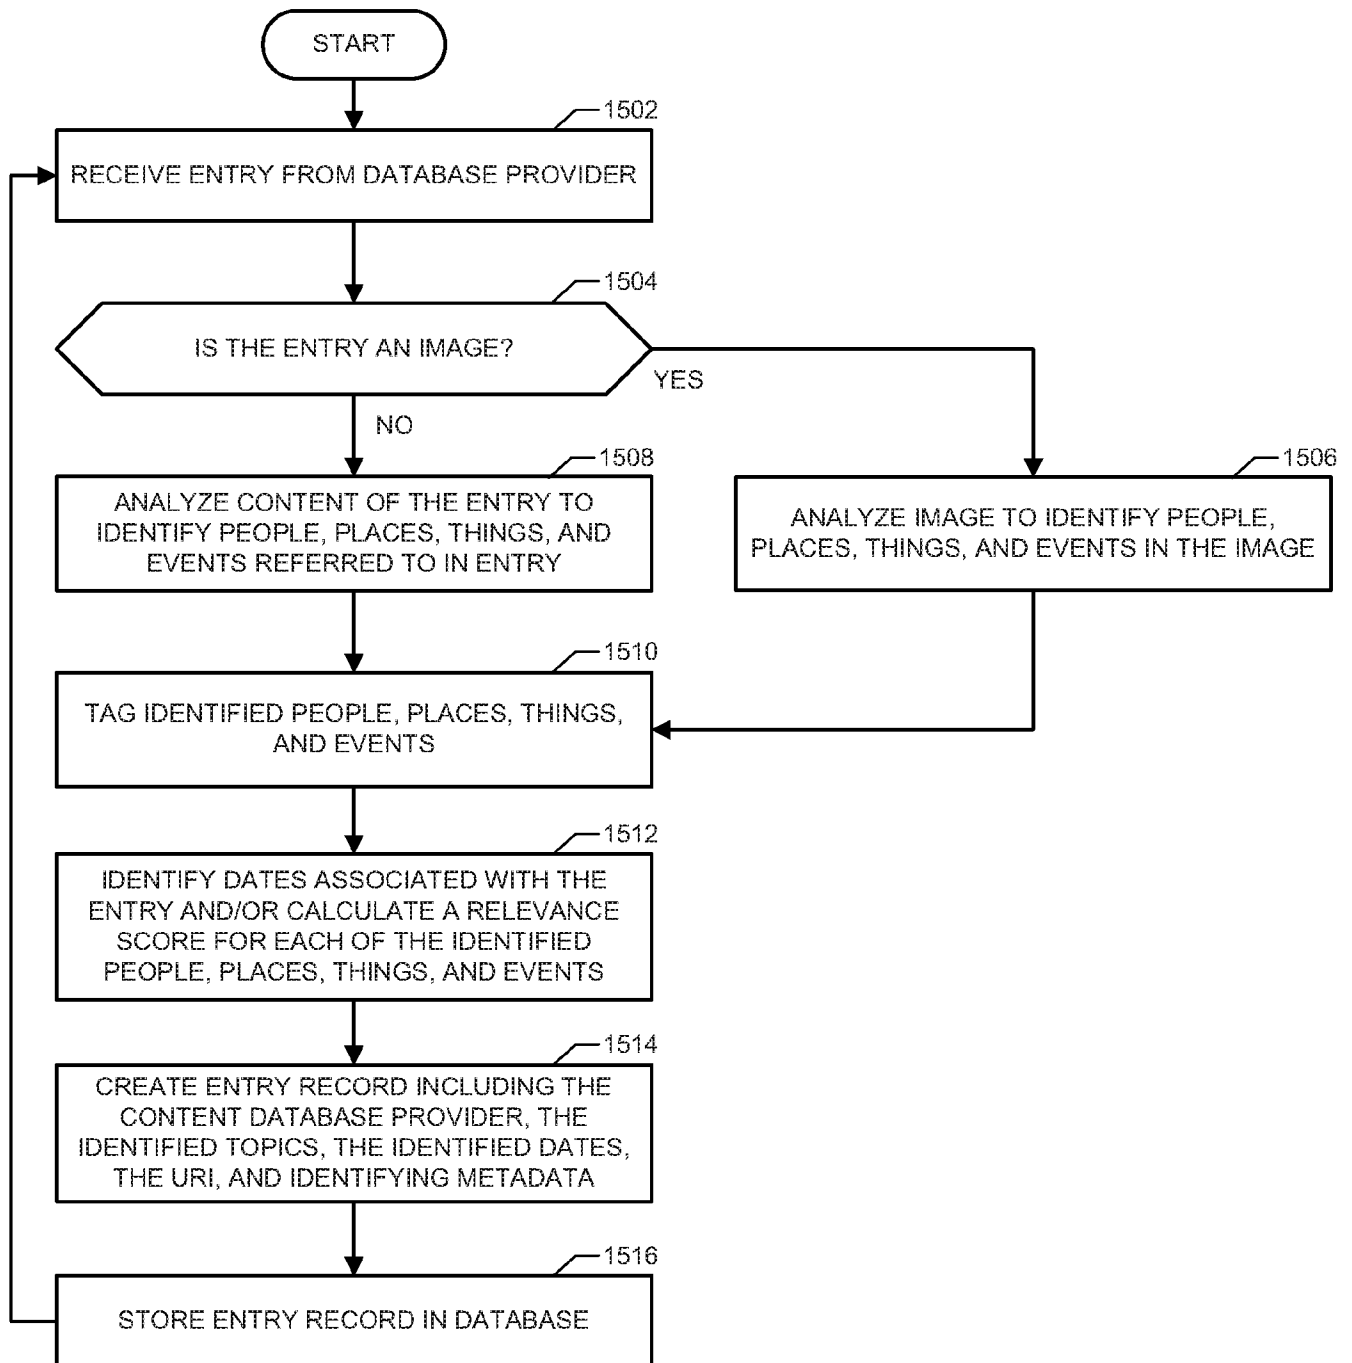 START
1502
RECEIVE ENTRY FROM DATABASE PROVIDER
1504
IS THE ENTRY AN IMAGE?
YES
NO
1508
ANALYZE CONTENT OF THE ENTRY TO
IDENTIFY PEOPLE, PLACES, THINGS, AND
EVENTS REFERRED TO IN ENTRY
1506
ANALYZE IMAGE TO IDENTIFY PEOPLE,
PLACES, THINGS, AND EVENTS IN THE IMAGE
1510
TAG IDENTIFIED PEOPLE, PLACES, THINGS,
AND EVENTS
1512
IDENTIFY DATES ASSOCIATED WITH THE
ENTRY AND/OR CALCULATE A RELEVANCE
SCORE FOR EACH OF THE IDENTIFIED
PEOPLE, PLACES, THINGS, AND EVENTS
1514
CREATE ENTRY RECORD INCLUDING THE
CONTENT DATABASE PROVIDER, THE
IDENTIFIED TOPICS, THE IDENTIFIED DATES,
THE URI, AND IDENTIFYING METADATA
1516
STORE ENTRY RECORD IN DATABASE